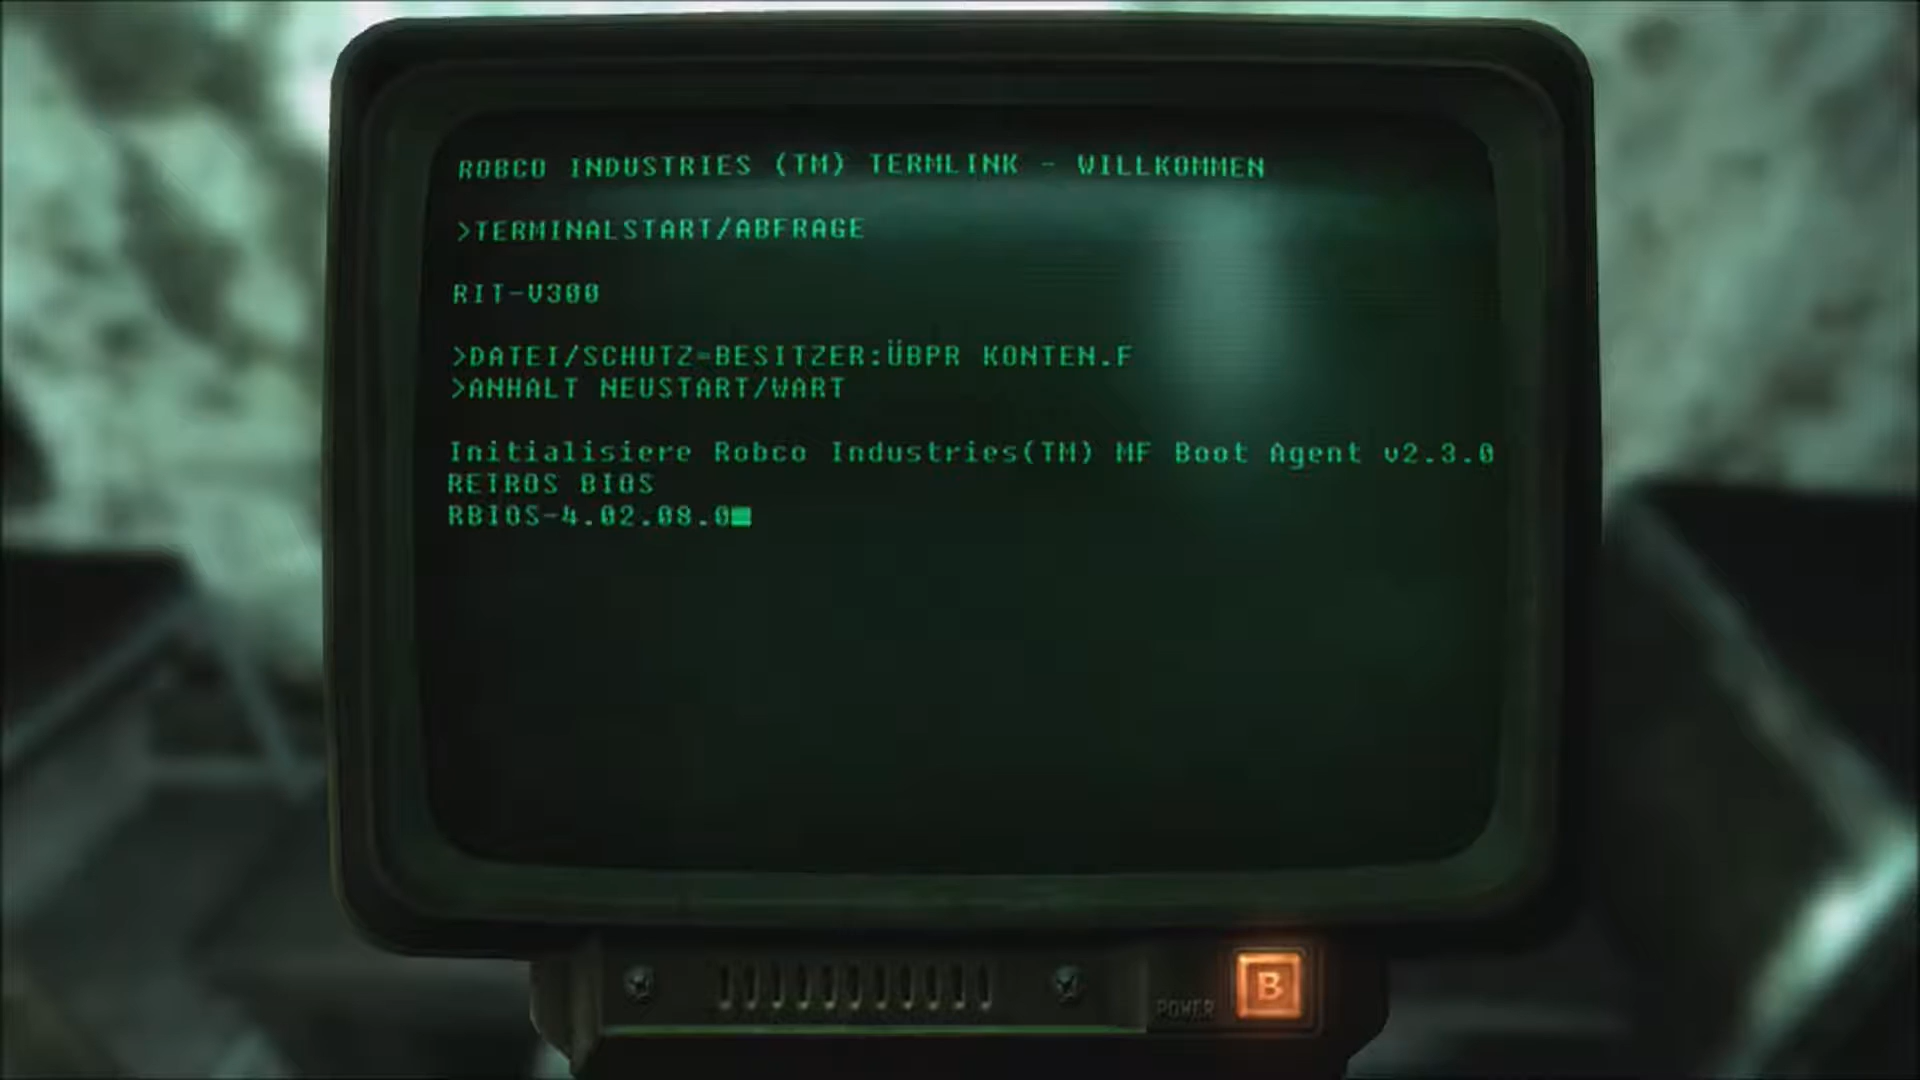 ROBCO INDUSTRIES (TM) TERMLINK - WILLKOMMEN
>TERMINALSTART/ABFRAGE
RIT-V300
>DATEI/SCHUTZ=BESITZER:ÜBPR KONTEN.F
>ANHALT NEUSTART/WART
Initialisiere Robco Industries(TM) MF Boot Agent v2.3.0
RETROS BIOS
RBIOS-4.02.08.0
POWER
B